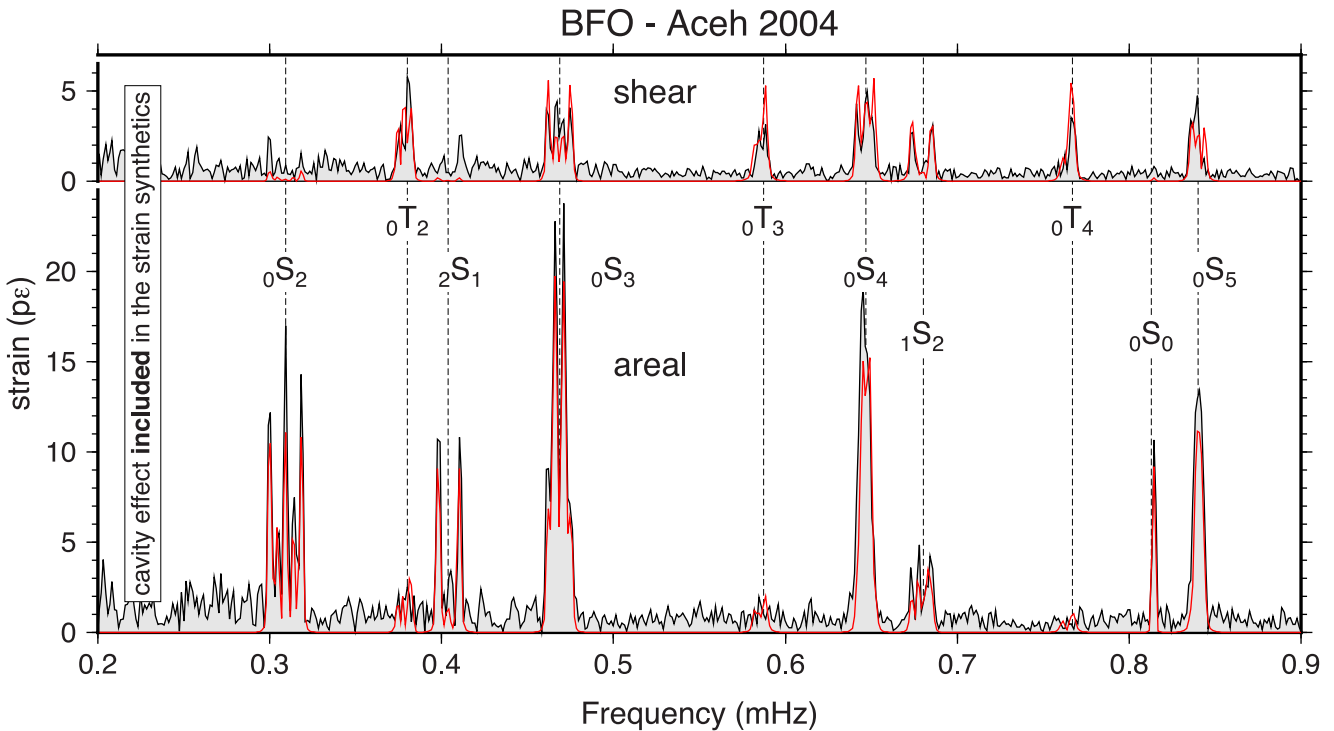 BFO - Aceh 2004
shear
5
0
cavity effect included in the strain synthetics
₀T₂
₀T₃
₀T₄
₀S₂
₂S₁
₀S₃
₀S₄
₀S₅
₁S₂
₀S₀
areal
strain (pε)
20
15
10
5
0
0.2 0.3 0.4 0.5 0.6 0.7 0.8 0.9
Frequency (mHz)